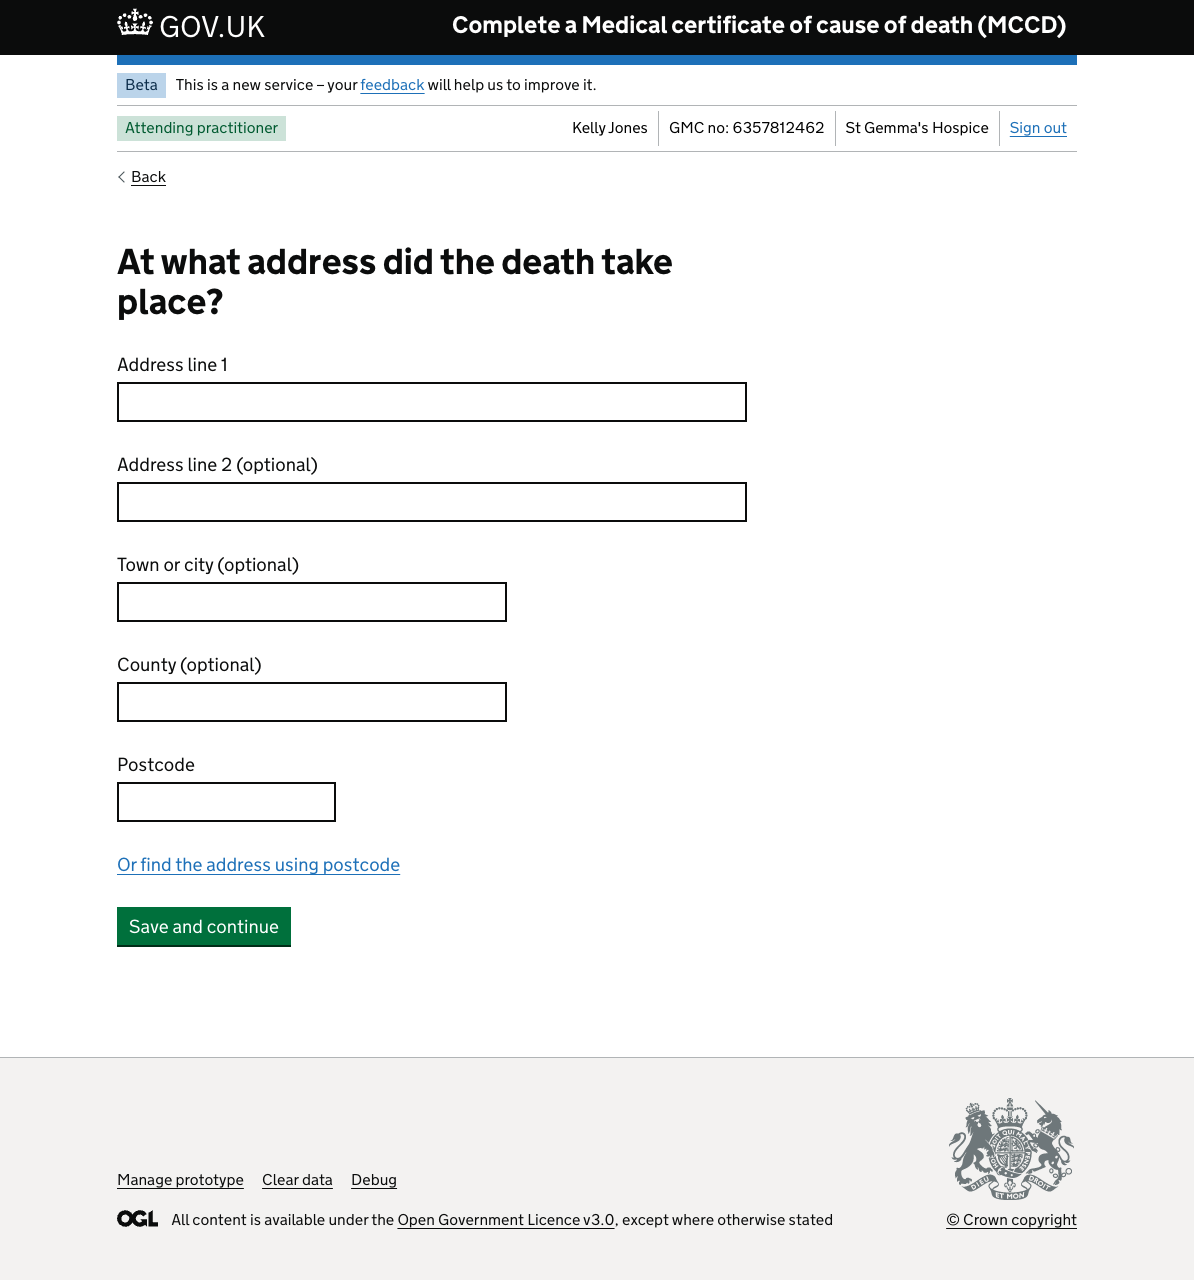 GOV.UK
Complete a Medical certificate of cause of death (MCCD)
Beta This is a new service – your feedback will help us to improve it.
Attending practitioner Kelly Jones GMC no: 6357812462 St Gemma's Hospice Sign out
Back
At what address did the death take
place?
Address line 1
Address line 2 (optional)
Town or city (optional)
County (optional)
Postcode
Or find the address using postcode
Save and continue
Manage prototype Clear data Debug
OGL All content is available under the Open Government Licence v3.0, except where otherwise stated
© Crown copyright